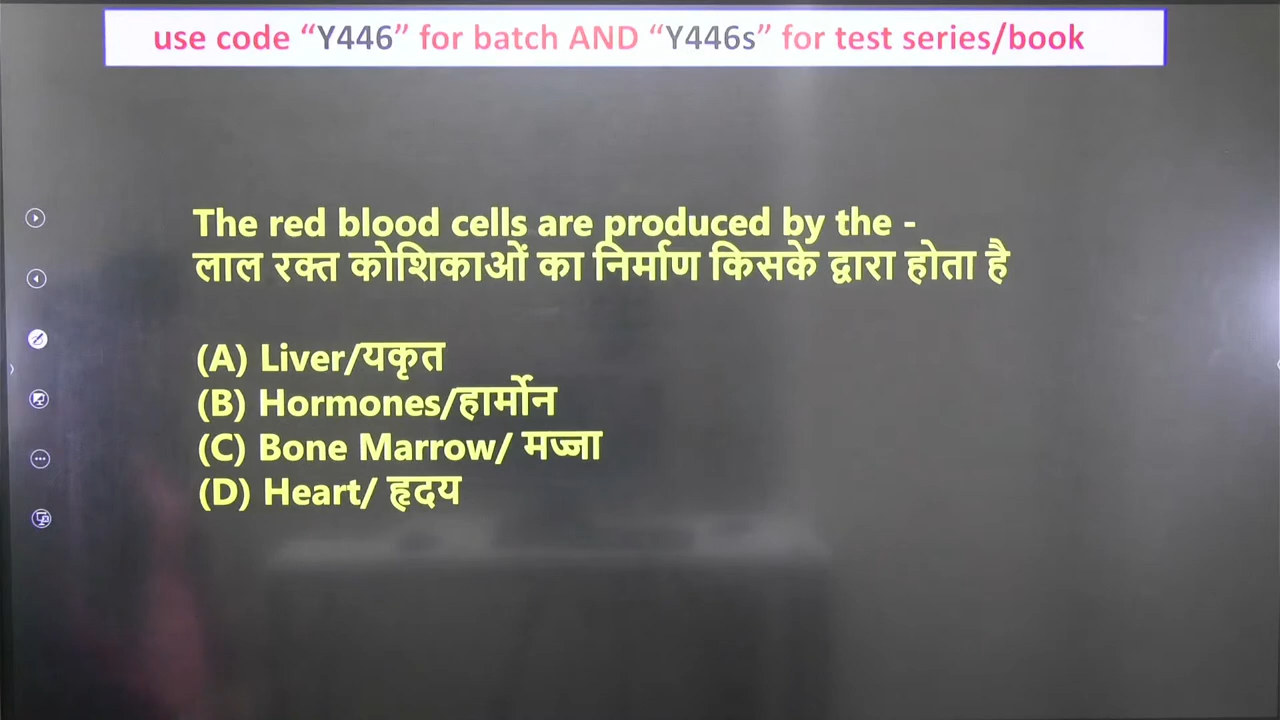 use code “Y446” for batch AND “Y446s” for test series/book
The red blood cells are produced by the -
लाल रक्त कोशिकाओं का निर्माण किसके द्वारा होता है
(A) Liver/यकृत
(B) Hormones/हार्मोन
(C) Bone Marrow/ मज्जा
(D) Heart/ हृदय